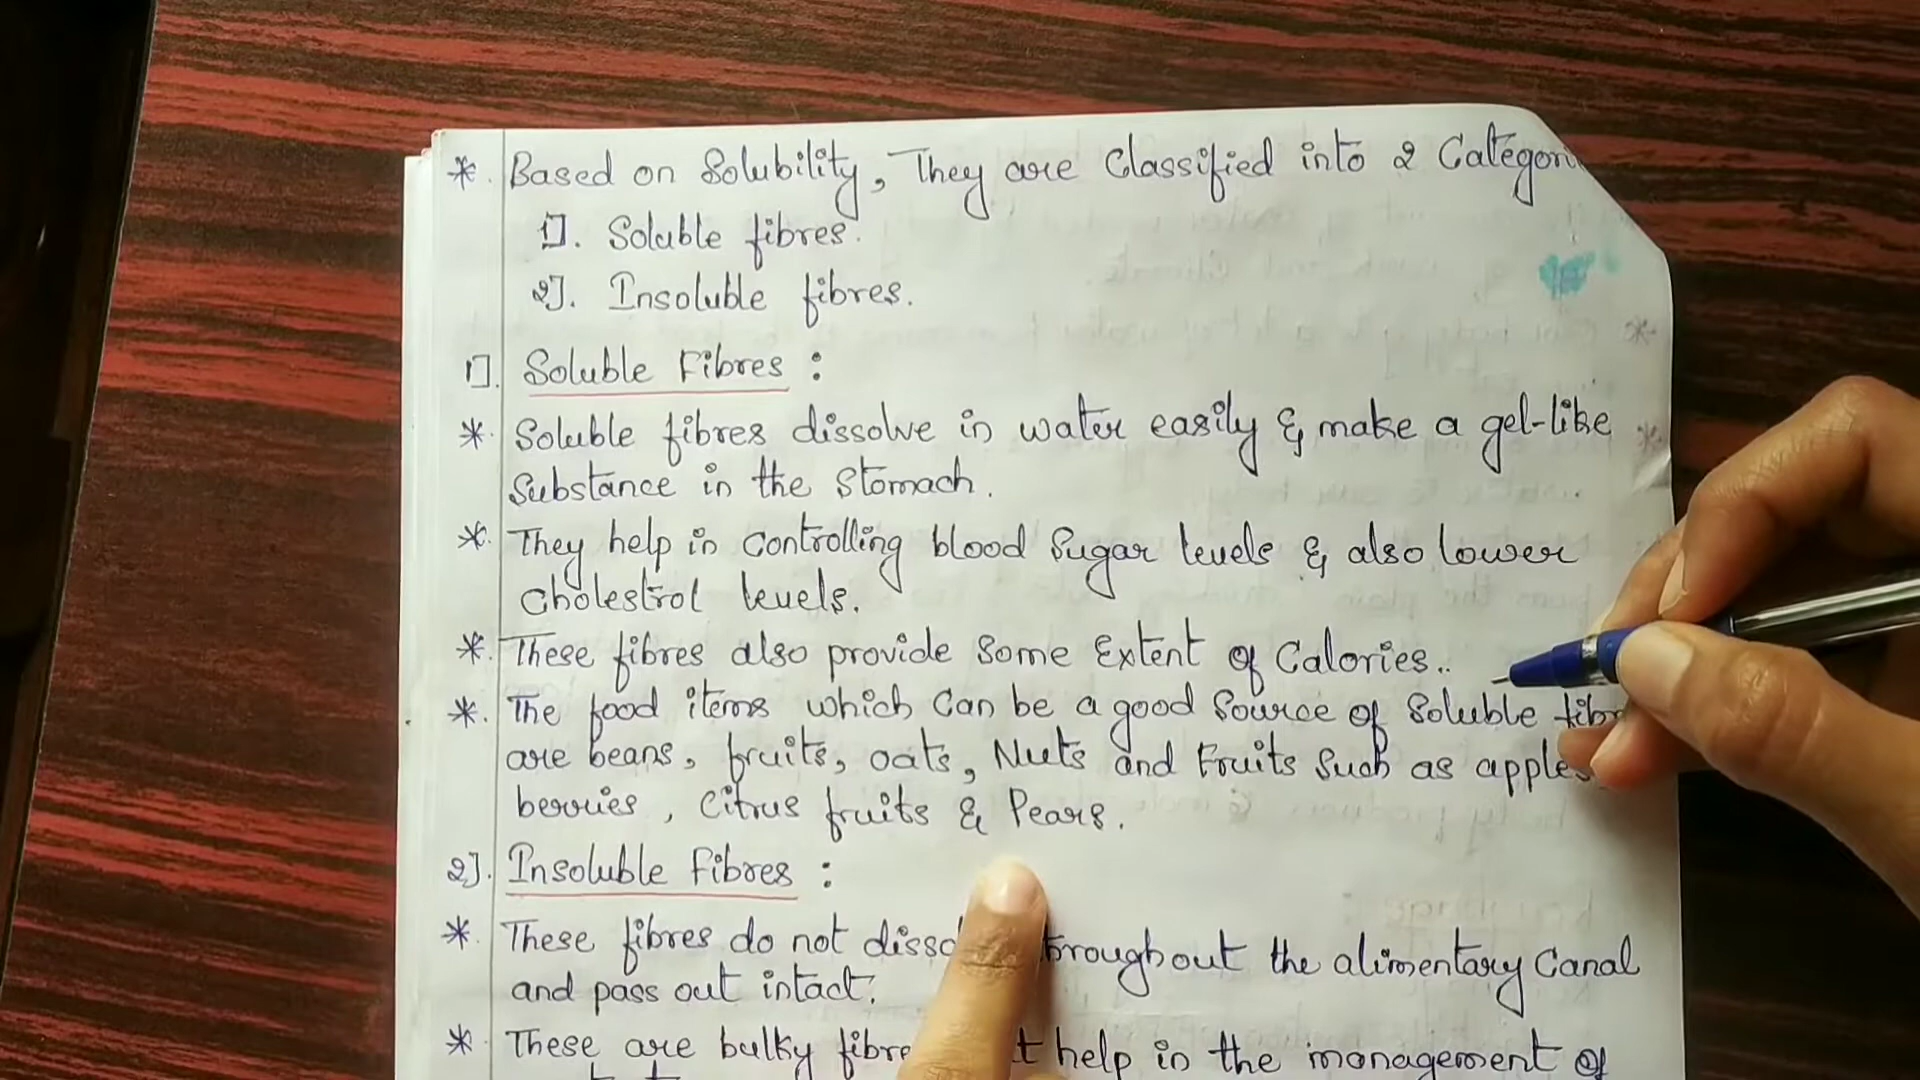 * Based on Solubility, They are Classified into 2 Categori
1]. Soluble fibres.
2]. Insoluble fibres.
1]. Soluble Fibres :
* Soluble fibres dissolve in water easily & make a gel-like
Substance in the Stomach.
* They help in Controlling blood Sugar levels & also lower
Cholestrol levels.
* These fibres also provide Some Extent of Calories..
* The food items which Can be a good Source of Soluble fibr
are beans, fruits, oats, Nuts and Fruits Such as apples
berries, Citrus fruits & Pears.
2]. Insoluble Fibres :
* These fibres do not disso throughout the alimentary Canal
and pass out intact.
* These are bulky fibre t help in the management of